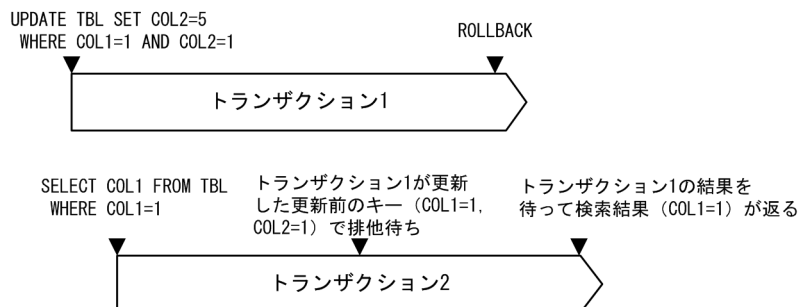 UPDATE TBL SET COL2=5
WHERE COL1=1 AND COL2=1
ROLLBACK
トランザクション1
SELECT COL1 FROM TBL
WHERE COL1=1
トランザクション1が更新
した更新前のキー（COL1=1,
COL2=1）で排他待ち
トランザクション1の結果を
待って検索結果（COL1=1）が返る
トランザクション2